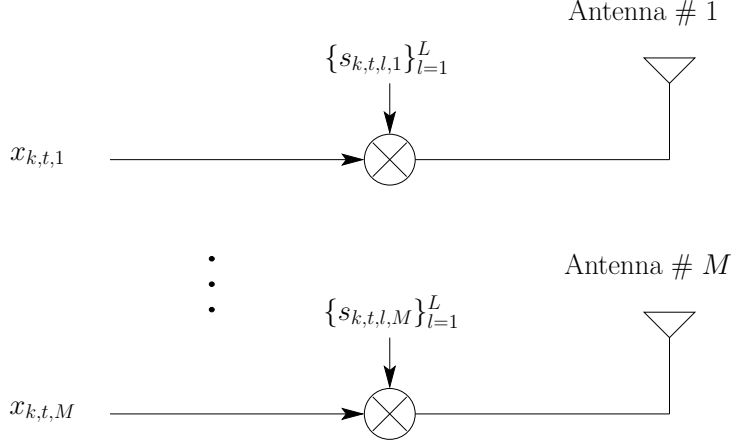 Antenna # 1
$\{s_{k,t,l,1}\}_{l=1}^{L}$
$x_{k,t,1}$
Antenna # $M$
$\{s_{k,t,l,M}\}_{l=1}^{L}$
$x_{k,t,M}$